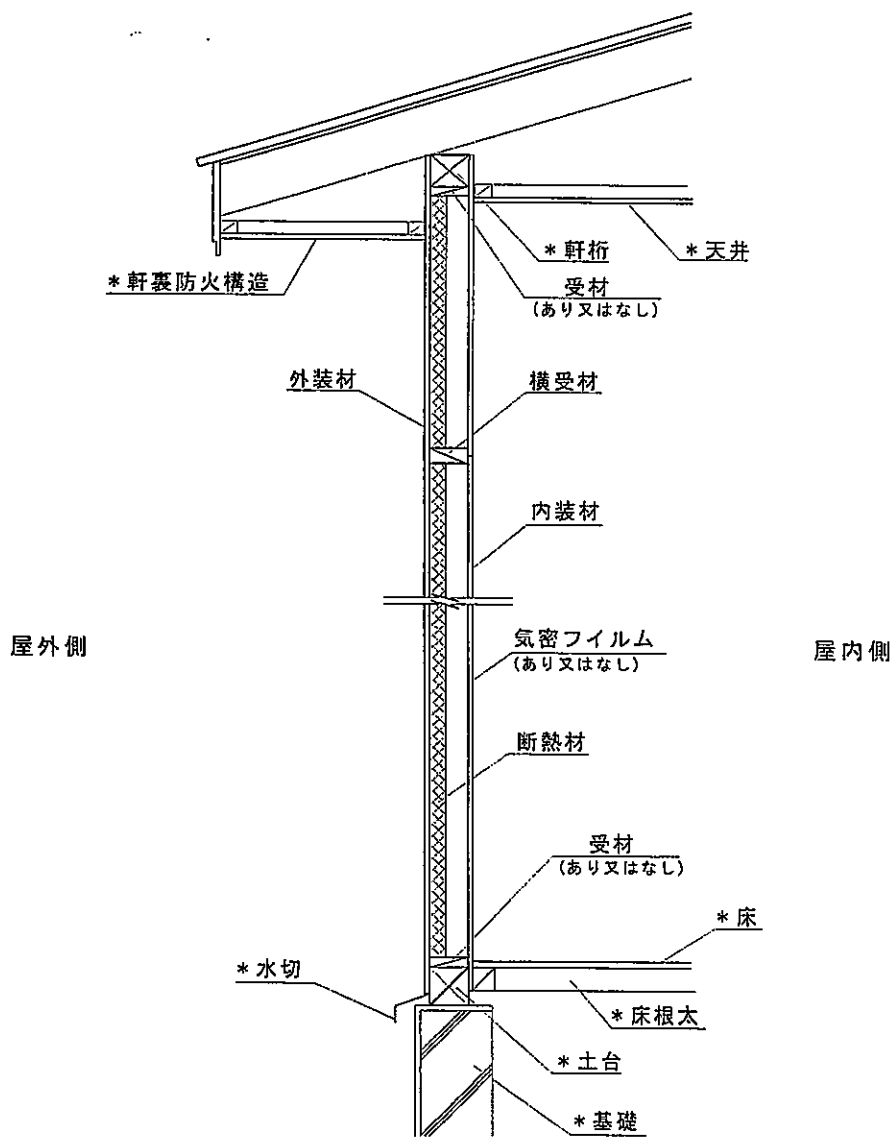 *軒桁
*天井
*軒裏防火構造
受材
(あり又はなし)
外装材
横受材
内装材
屋外側
気密フイルム
(あり又はなし)
屋内側
断熱材
受材
(あり又はなし)
*床
*水切
*床根太
*土台
*基礎